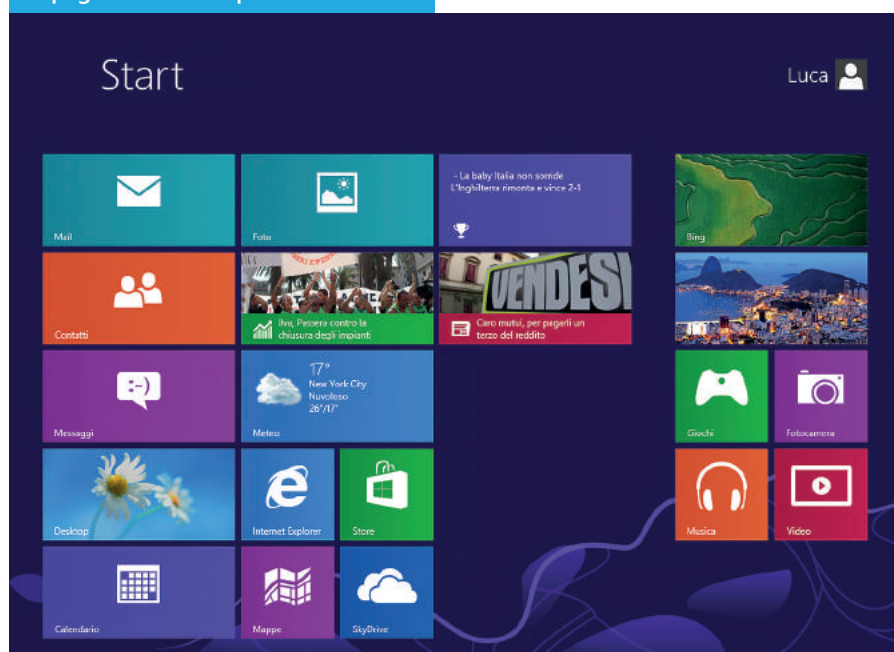 Start
Luca
Mail
Foto
- La baby Italia non sorride
L'Inghilterra rimonta e vince 2-1
Bing
Contatti
Ilva, Passera contro la
chiusura degli impianti
VENDESI
Caro mutui, per pagarli un
terzo del reddito
Messaggi
17°
New York City
Nuvoloso
26°/17°
Meteo
Giochi
Fotocamera
Desktop
Internet Explorer
Store
Musica
Video
Calendario
Mappe
SkyDrive